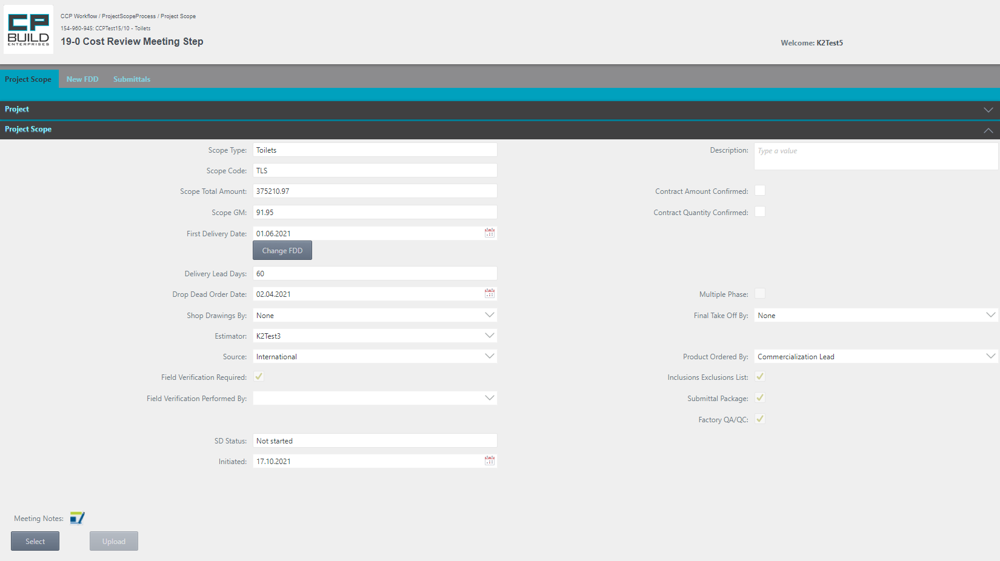 CP
BUILD
ENTERPRISES
CCP Workflow / ProjectScopeProcess / Project Scope
154-960-945: CCPTest15/10 - Toilets
19-0 Cost Review Meeting Step
Welcome: K2Test5
Project Scope New FDD Submittals
Project
Project Scope
Scope Type: Toilets
Description: Type a value
Scope Code: TLS
Scope Total Amount: 375210.97
Contract Amount Confirmed:
Scope GM: 91.95
Contract Quantity Confirmed:
First Delivery Date: 01.06.2021
Change FDD
Delivery Lead Days: 60
Drop Dead Order Date: 02.04.2021
Multiple Phase:
Shop Drawings By: None
Final Take Off By: None
Estimator: K2Test3
Source: International
Product Ordered By: Commercialization Lead
Field Verification Required:
Inclusions Exclusions List:
Field Verification Performed By:
Submittal Package:
Factory QA/QC:
SD Status: Not started
Initiated: 17.10.2021
Meeting Notes:
Select Upload